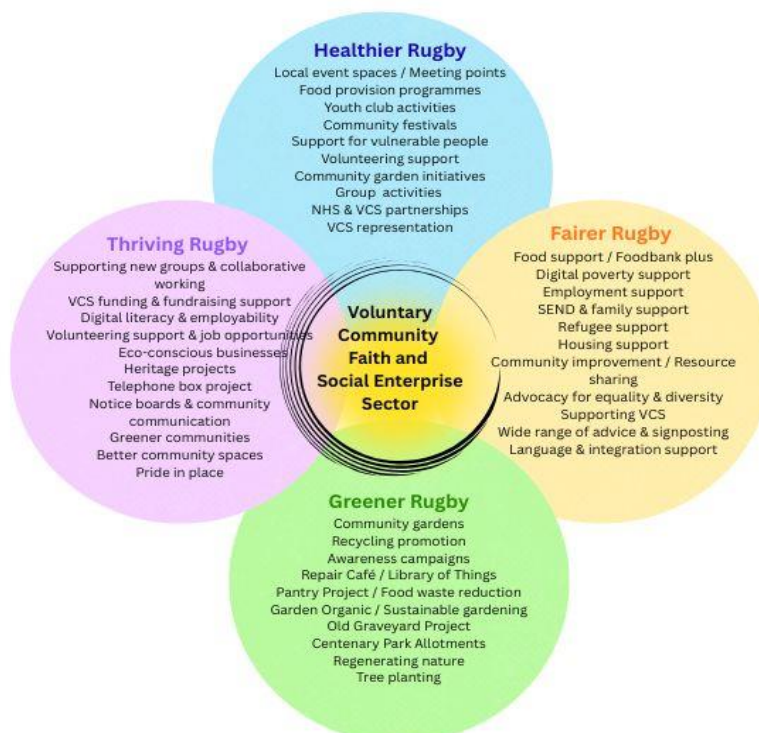 Healthier Rugby
Local event spaces / Meeting points
Food provision programmes
Youth club activities
Community festivals
Support for vulnerable people
Volunteering support
Community garden initiatives
Group activities
NHS & VCS partnerships
VCS representation
Thriving Rugby
Supporting new groups & collaborative
working
VCS funding & fundraising support
Digital literacy & employability
Volunteering support & job opportunities
Eco-conscious businesses
Heritage projects
Telephone box project
Notice boards & community
communication
Greener communities
Better community spaces
Pride in place
Voluntary
Community
Faith and
Social Enterprise
Sector
Fairer Rugby
Food support / Foodbank plus
Digital poverty support
Employment support
SEND & family support
Refugee support
Housing support
Community improvement / Resource
sharing
Advocacy for equality & diversity
Supporting VCS
Wide range of advice & signposting
Language & integration support
Greener Rugby
Community gardens
Recycling promotion
Awareness campaigns
Repair Café / Library of Things
Pantry Project / Food waste reduction
Garden Organic / Sustainable gardening
Old Graveyard Project
Centenary Park Allotments
Regenerating nature
Tree planting